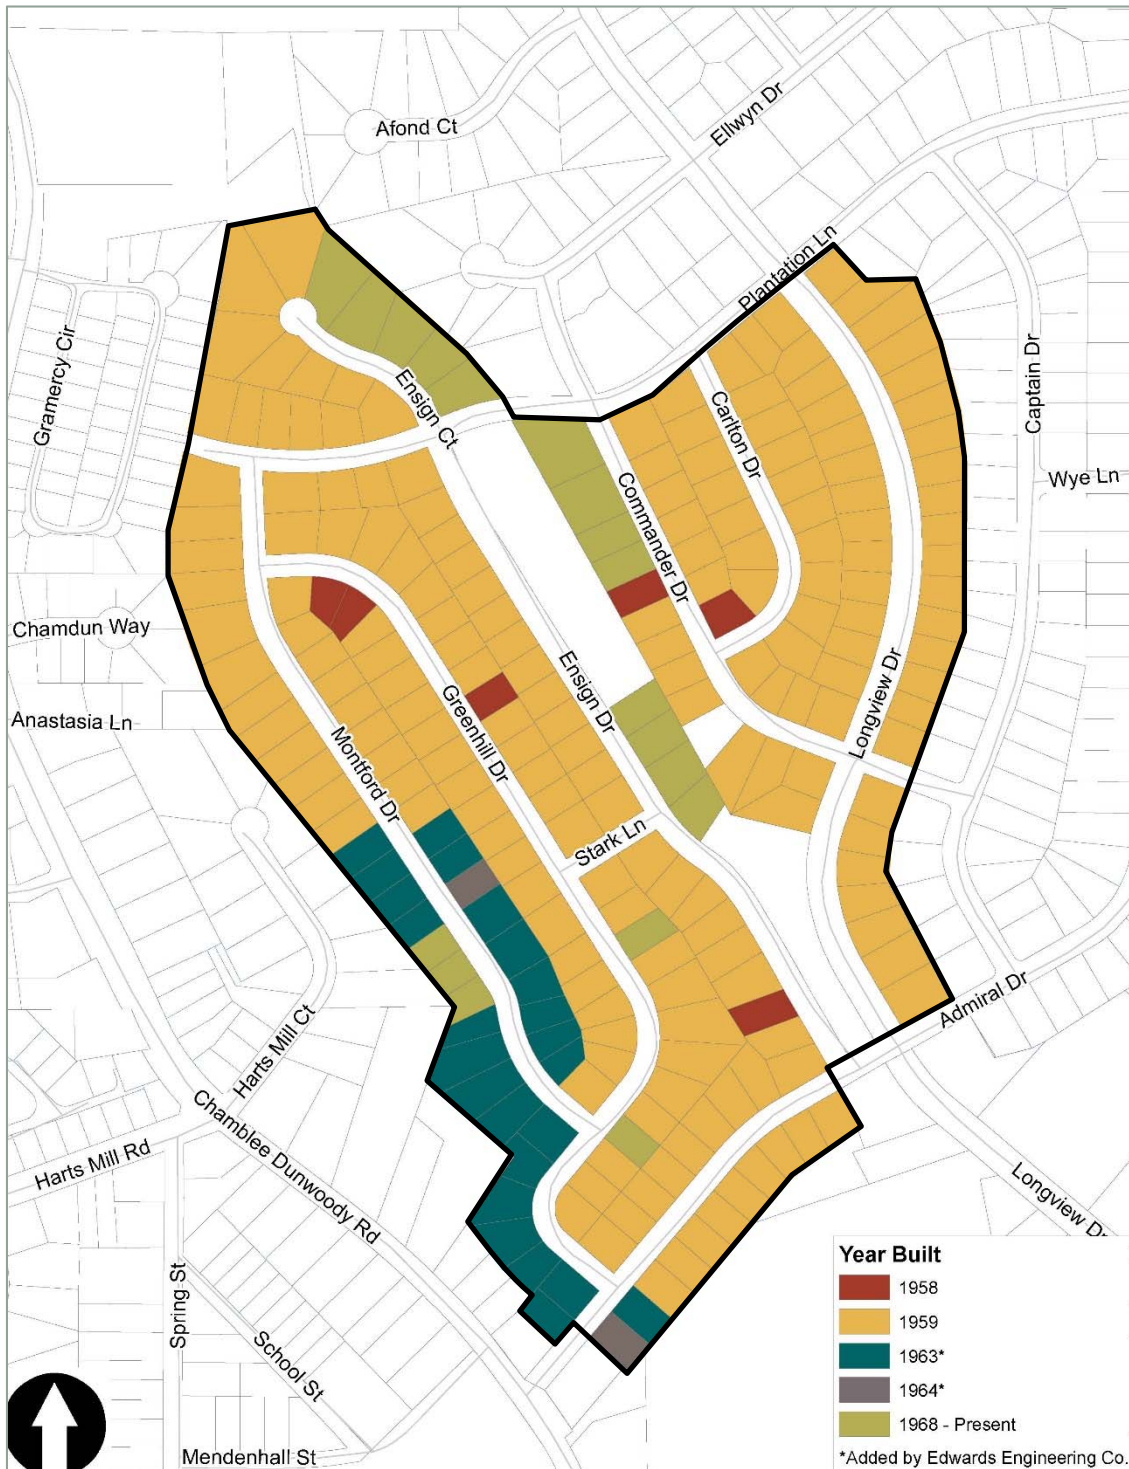 Afond Ct
Ellwyn Dr
Plantation Ln
Gramercy Cir
Captain Dr
Ensign Ct
Carlton Dr
Wye Ln
Commander Dr
Chamdun Way
Anastasia Ln
Ensign Dr
Longview Dr
Greenhill Dr
Montford Dr
Stark Ln
Admiral Dr
Harts Mill Ct
Harts Mill Rd
Chamblee Dunwoody Rd
Longview Dr
Spring St
School St
Mendenhall St
Year Built
1958
1959
1963*
1964*
1968 - Present
*Added by Edwards Engineering Co.